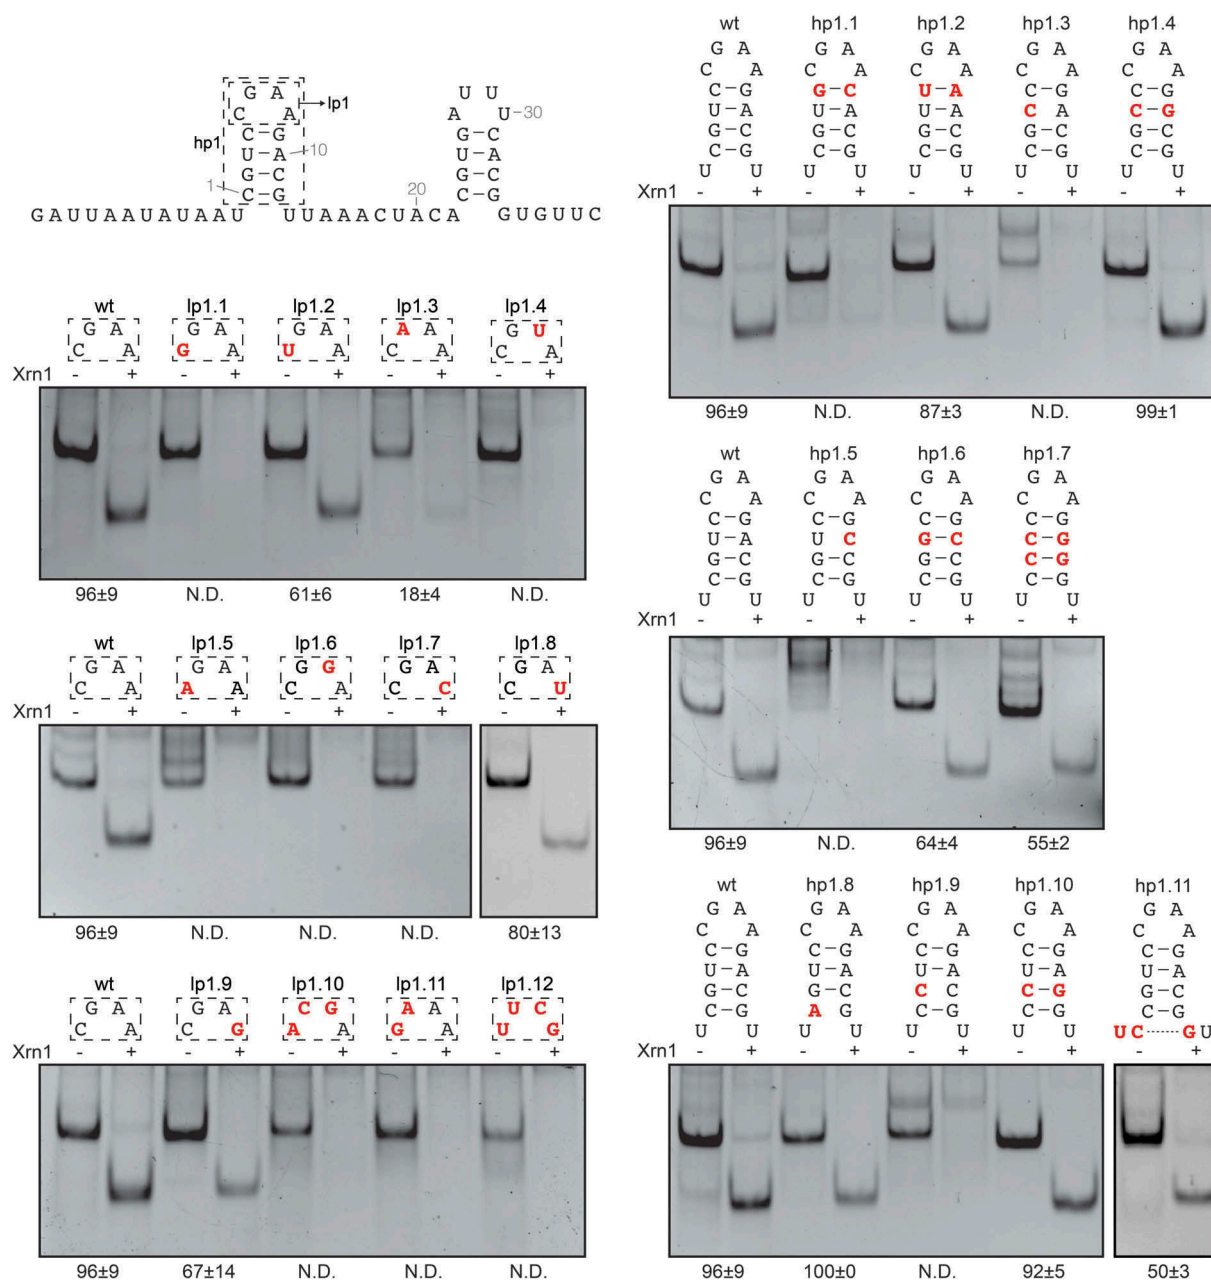 G A
C A
lp1
hp1
C G
U A
G C
C G
1
10
U U
A U
G C
U A
G C
C G
30
20
GAUUAAUAUAAU UUAAACUACA GUGUUC
wt lp1.1 lp1.2 lp1.3 lp1.4
G A G A G A A A G U
C A G A U A C A C A
Xrn1 - + - + - + - + - +
96±9 N.D. 61±6 18±4 N.D.
wt lp1.5 lp1.6 lp1.7 lp1.8
G A G A G G G A G A
C A A A C A C C C U
Xrn1 - + - + - + - + - +
96±9 N.D. N.D. N.D. 80±13
wt lp1.9 lp1.10 lp1.11 lp1.12
G A G A C G A A U C
C A C G A A G A U G
Xrn1 - + - + - + - + - +
96±9 67±14 N.D. N.D. N.D.
wt hp1.1 hp1.2 hp1.3 hp1.4
G A G A G A G A G A
C A C A C A C A C A
C G G C U A C G C G
U A U A U A C A C G
G C G C G C G C G C
C G C G C G C G C G
U U U U U U U U U U
Xrn1 - + - + - + - + - +
96±9 N.D. 87±3 N.D. 99±1
wt hp1.5 hp1.6 hp1.7
G A G A G A G A
C A C A C A C A
C G C G C G C G
U A U C G C C G
G C G C G C C G
C G C G C G C G
U U U U U U U U
Xrn1 - + - + - + - +
96±9 N.D. 64±4 55±2
wt hp1.8 hp1.9 hp1.10 hp1.11
G A G A G A G A G A
C A C A C A C A C A
C G C G C G C G C G
U A U A U A U A U A
G C G C C C C G G C
C G A G C G C G C G
U U U U U U U U UC GU
Xrn1 - + - + - + - + - +
96±9 100±0 N.D. 92±5 50±3